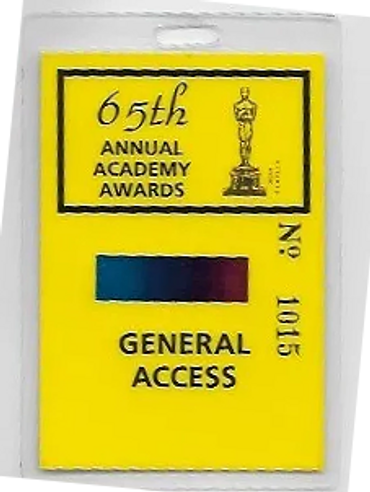 65th
ANNUAL
ACADEMY
AWARDS
Nº 1015
GENERAL
ACCESS